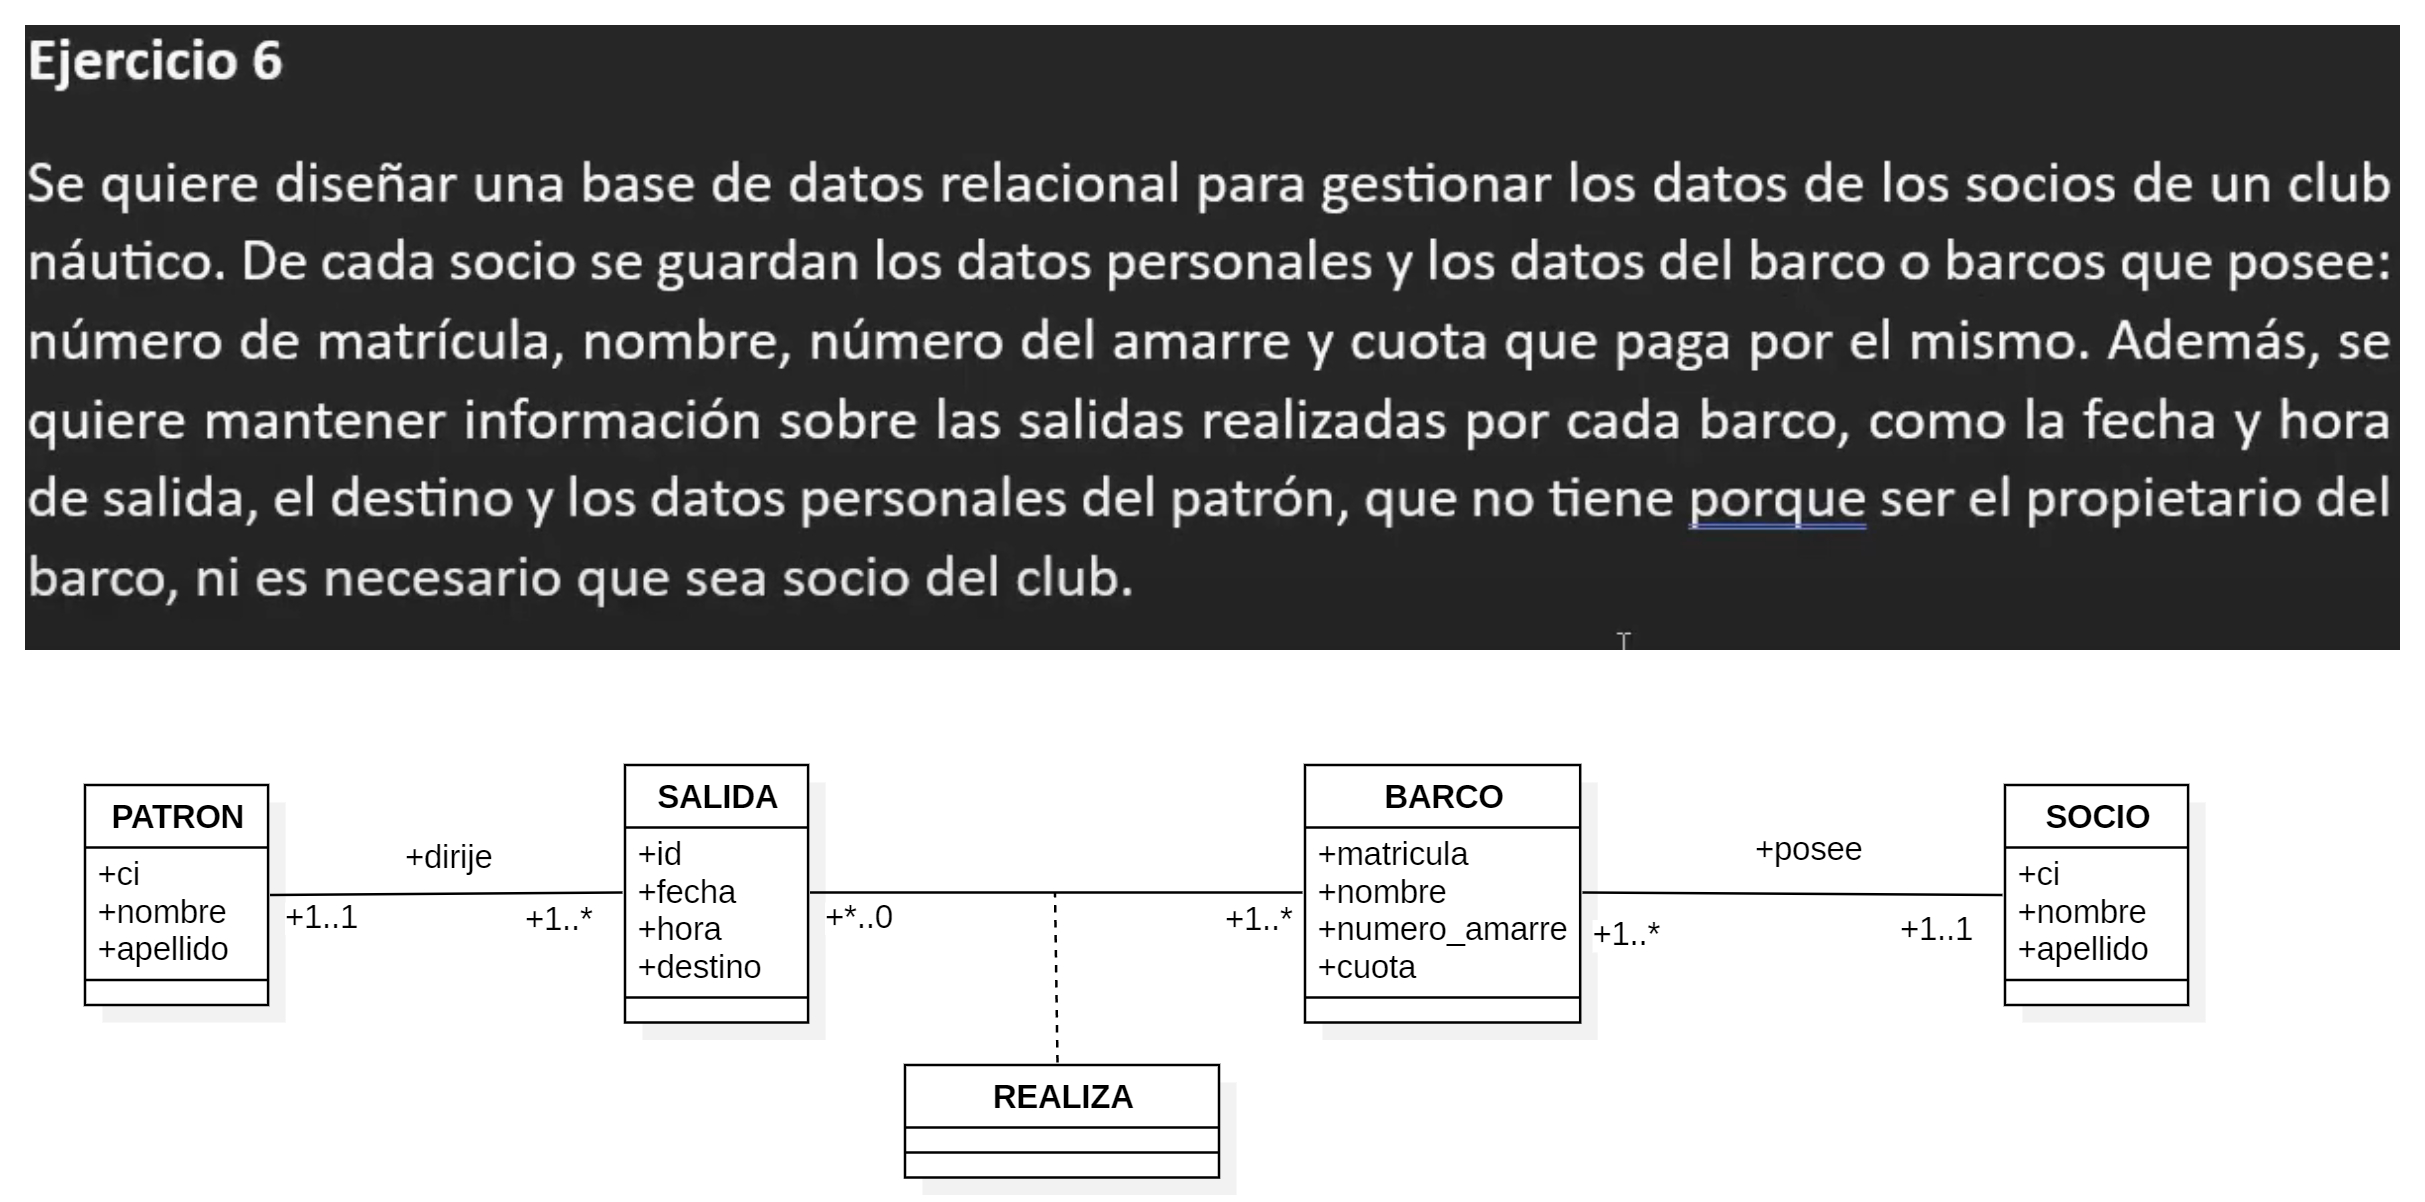 Ejercicio 6
Se quiere diseñar una base de datos relacional para gestionar los datos de los socios de un club
náutico. De cada socio se guardan los datos personales y los datos del barco o barcos que posee:
número de matrícula, nombre, número del amarre y cuota que paga por el mismo. Además, se
quiere mantener información sobre las salidas realizadas por cada barco, como la fecha y hora
de salida, el destino y los datos personales del patrón, que no tiene porque ser el propietario del
barco, ni es necesario que sea socio del club.
PATRON
+ci
+nombre
+apellido
+dirije
+1..1
+1..*
SALIDA
+id
+fecha
+hora
+destino
+*..0
+1..*
REALIZA
BARCO
+matricula
+nombre
+numero_amarre
+cuota
+posee
+1..*
+1..1
SOCIO
+ci
+nombre
+apellido